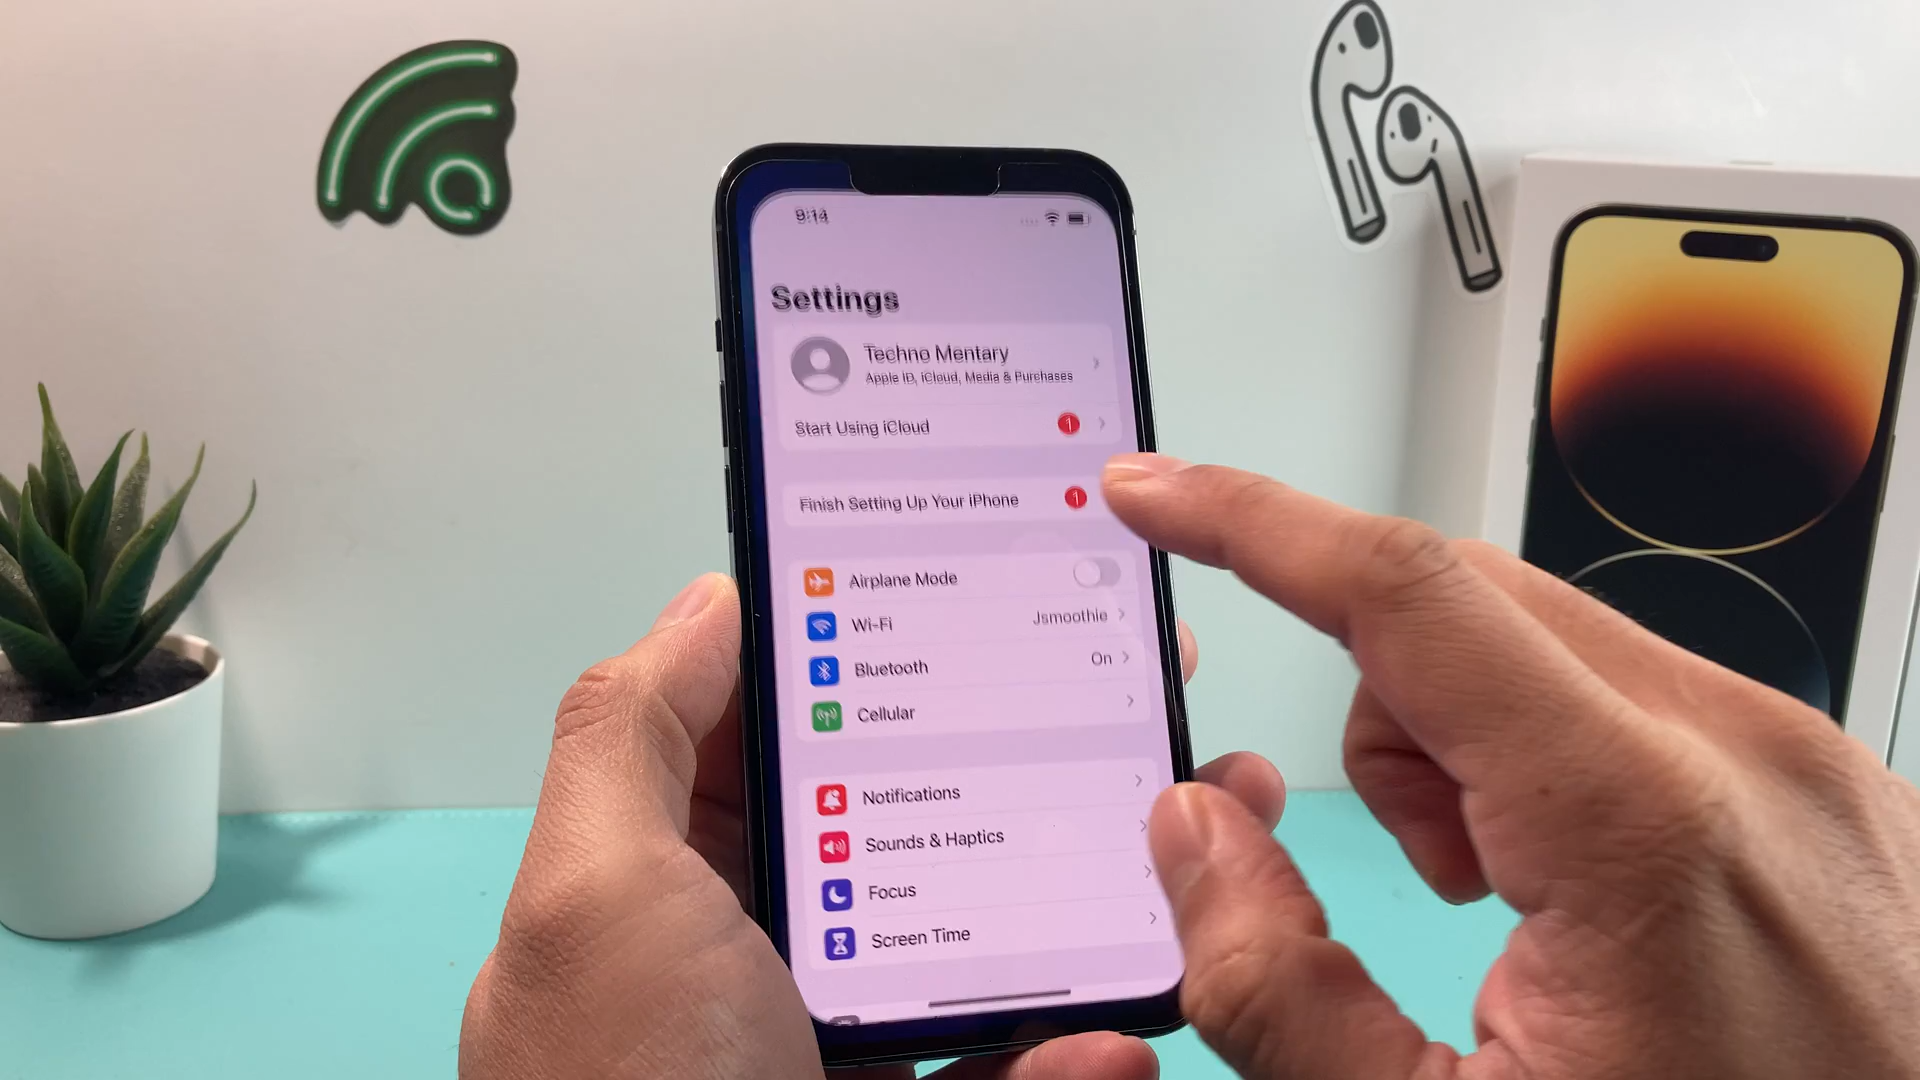 9:14
Settings
Techno Mentary
Apple ID, iCloud, Media & Purchases
Start Using iCloud 1
Finish Setting Up Your iPhone 1
Airplane Mode
Wi-Fi Jsmoothie
Bluetooth On
Cellular
Notifications
Sounds & Haptics
Focus
Screen Time